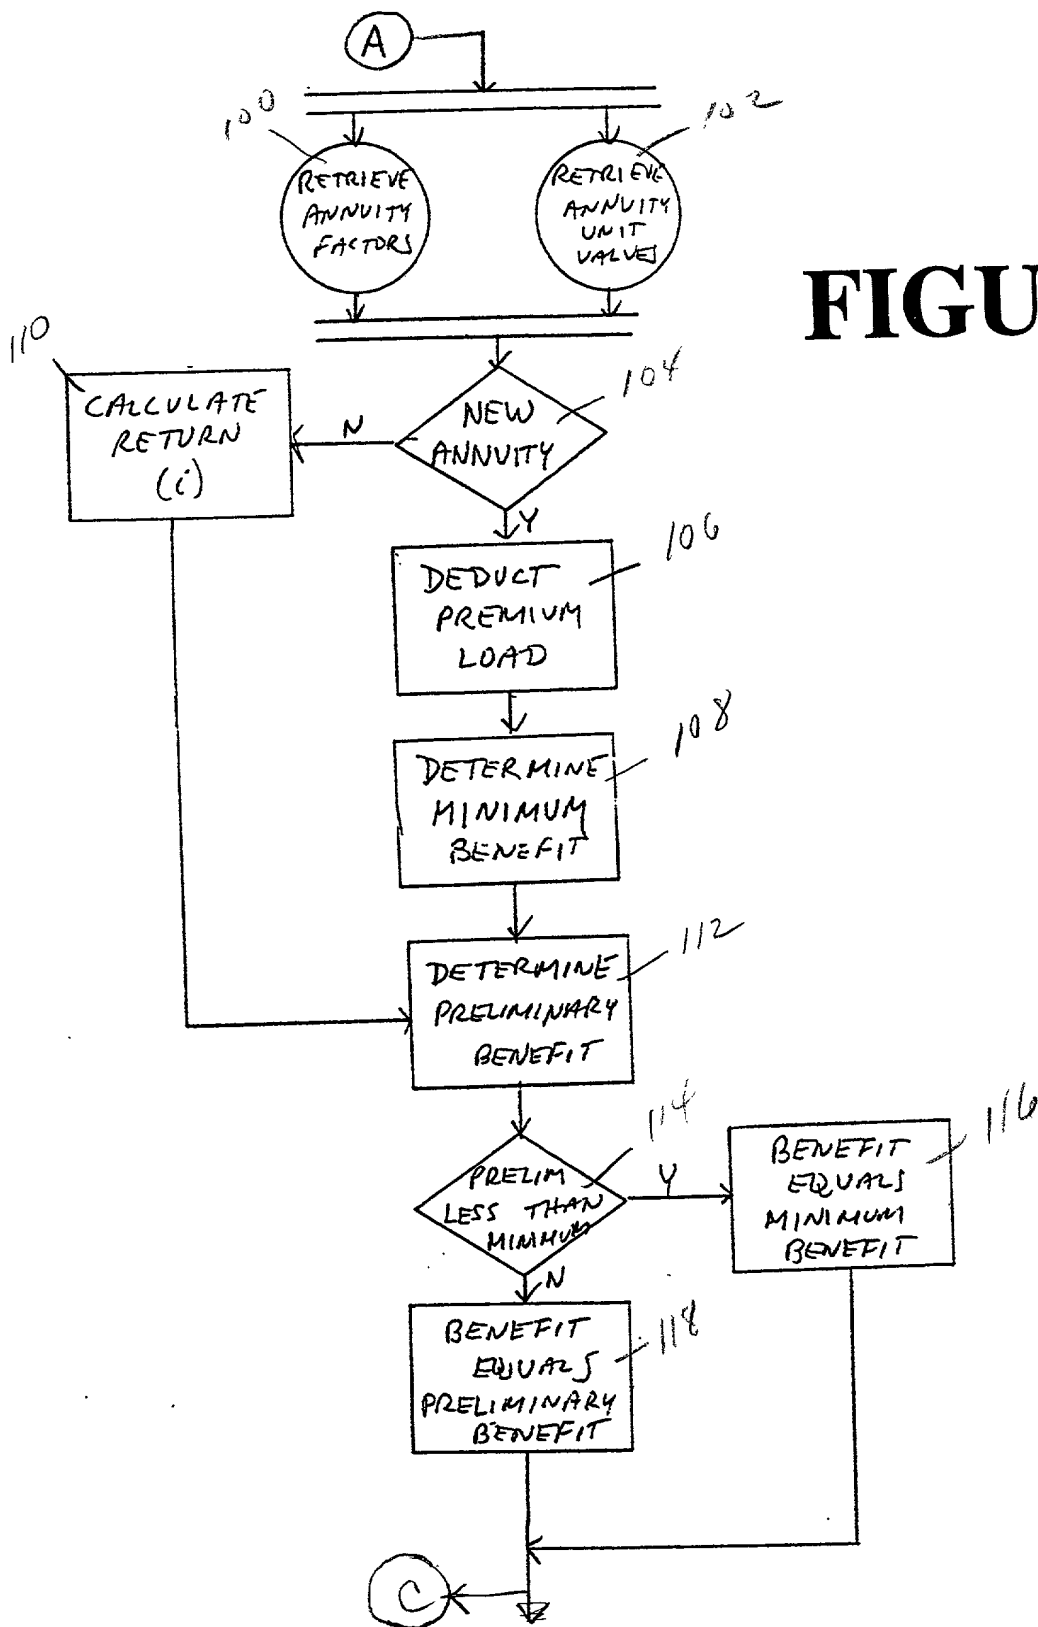 A
100
102
RETRIEVE
ANNUITY
FACTORS
RETRIEVE
ANNUITY
UNIT
VALUES
FIGU
110
104
CALCULATE
RETURN
(i)
N
NEW
ANNUITY
Y
106
DEDUCT
PREMIUM
LOAD
108
DETERMINE
MINIMUM
BENEFIT
112
DETERMINE
PRELIMINARY
BENEFIT
114
116
PRELIM
LESS THAN
MINIMUM
Y
BENEFIT
EQUALS
MINIMUM
BENEFIT
N
118
BENEFIT
EQUALS
PRELIMINARY
BENEFIT
C